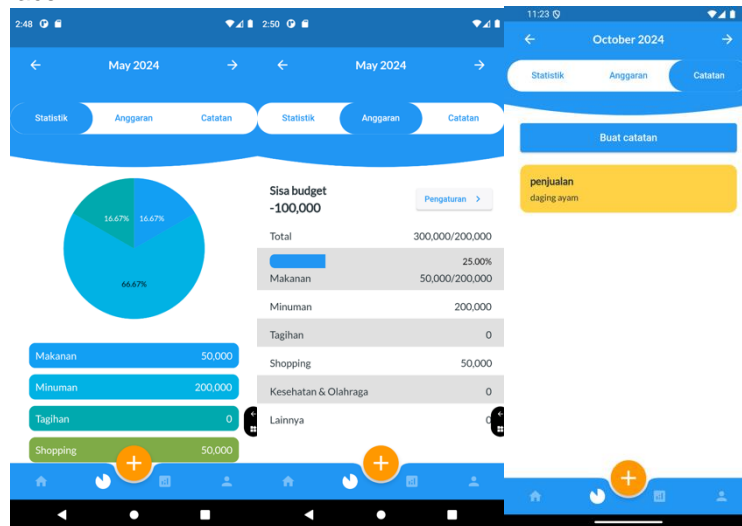 2:48
May 2024
Statistik Anggaran Catatan
16.67% 16.67%
66.67%
Makanan 50,000
Minuman 200,000
Tagihan 0
Shopping 50,000
2:50
May 2024
Statistik Anggaran Catatan
Sisa budget
-100,000
Pengaturan
Total 300,000/200,000
25.00%
Makanan 50,000/200,000
Minuman 200,000
Tagihan 0
Shopping 50,000
Kesehatan & Olahraga 0
Lainnya 0
11:23
October 2024
Statistik Anggaran Catatan
Buat catatan
penjualan
daging ayam